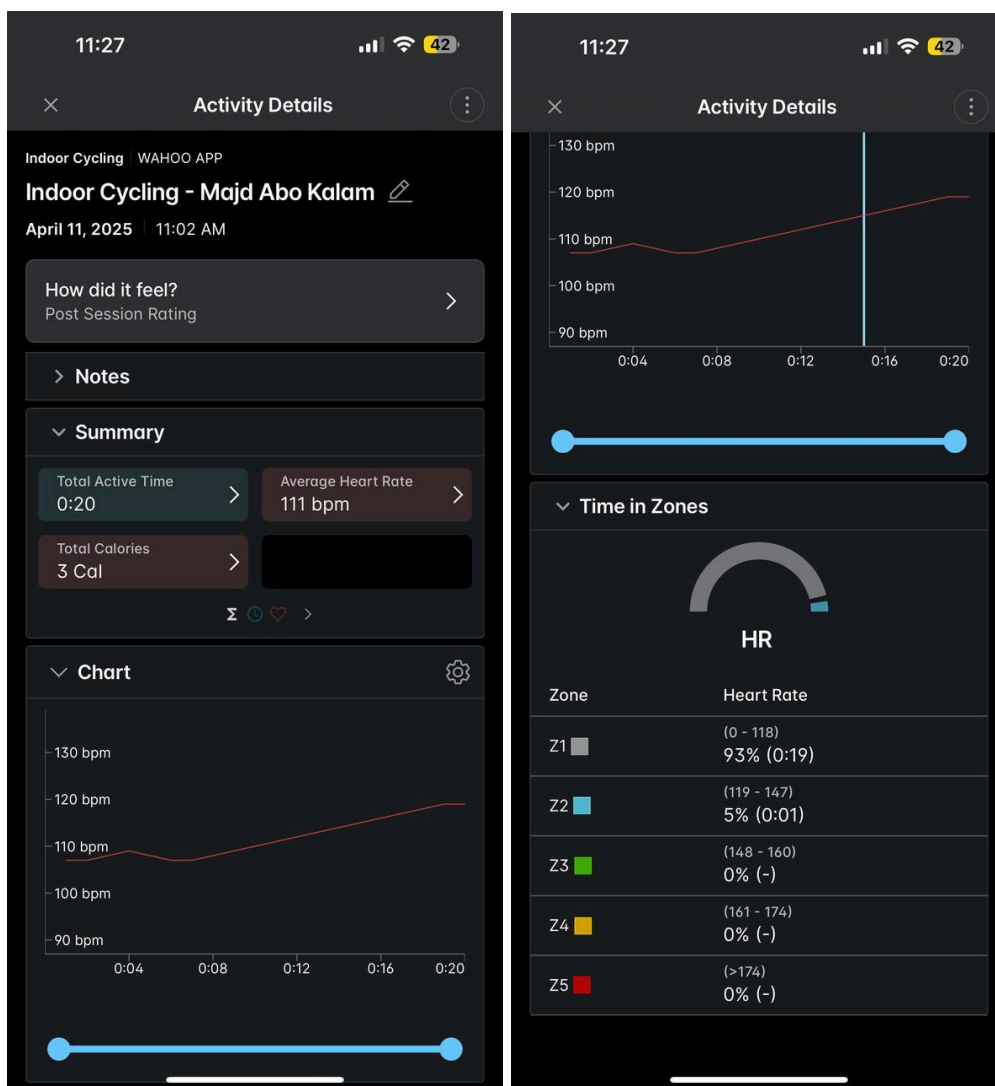 11:27
42
Activity Details
Indoor Cycling WAHOO APP
Indoor Cycling - Majd Abo Kalam
April 11, 2025 11:02 AM
How did it feel?
Post Session Rating
Notes
Summary
Total Active Time
0:20
Average Heart Rate
111 bpm
Total Calories
3 Cal
Σ
Chart
130 bpm
120 bpm
110 bpm
100 bpm
90 bpm
0:04 0:08 0:12 0:16 0:20
11:27
42
Activity Details
130 bpm
120 bpm
110 bpm
100 bpm
90 bpm
0:04 0:08 0:12 0:16 0:20
Time in Zones
HR
Zone Heart Rate
(0 - 118)
Z1 93% (0:19)
(119 - 147)
Z2 5% (0:01)
(148 - 160)
Z3 0% (-)
(161 - 174)
Z4 0% (-)
(>174)
Z5 0% (-)